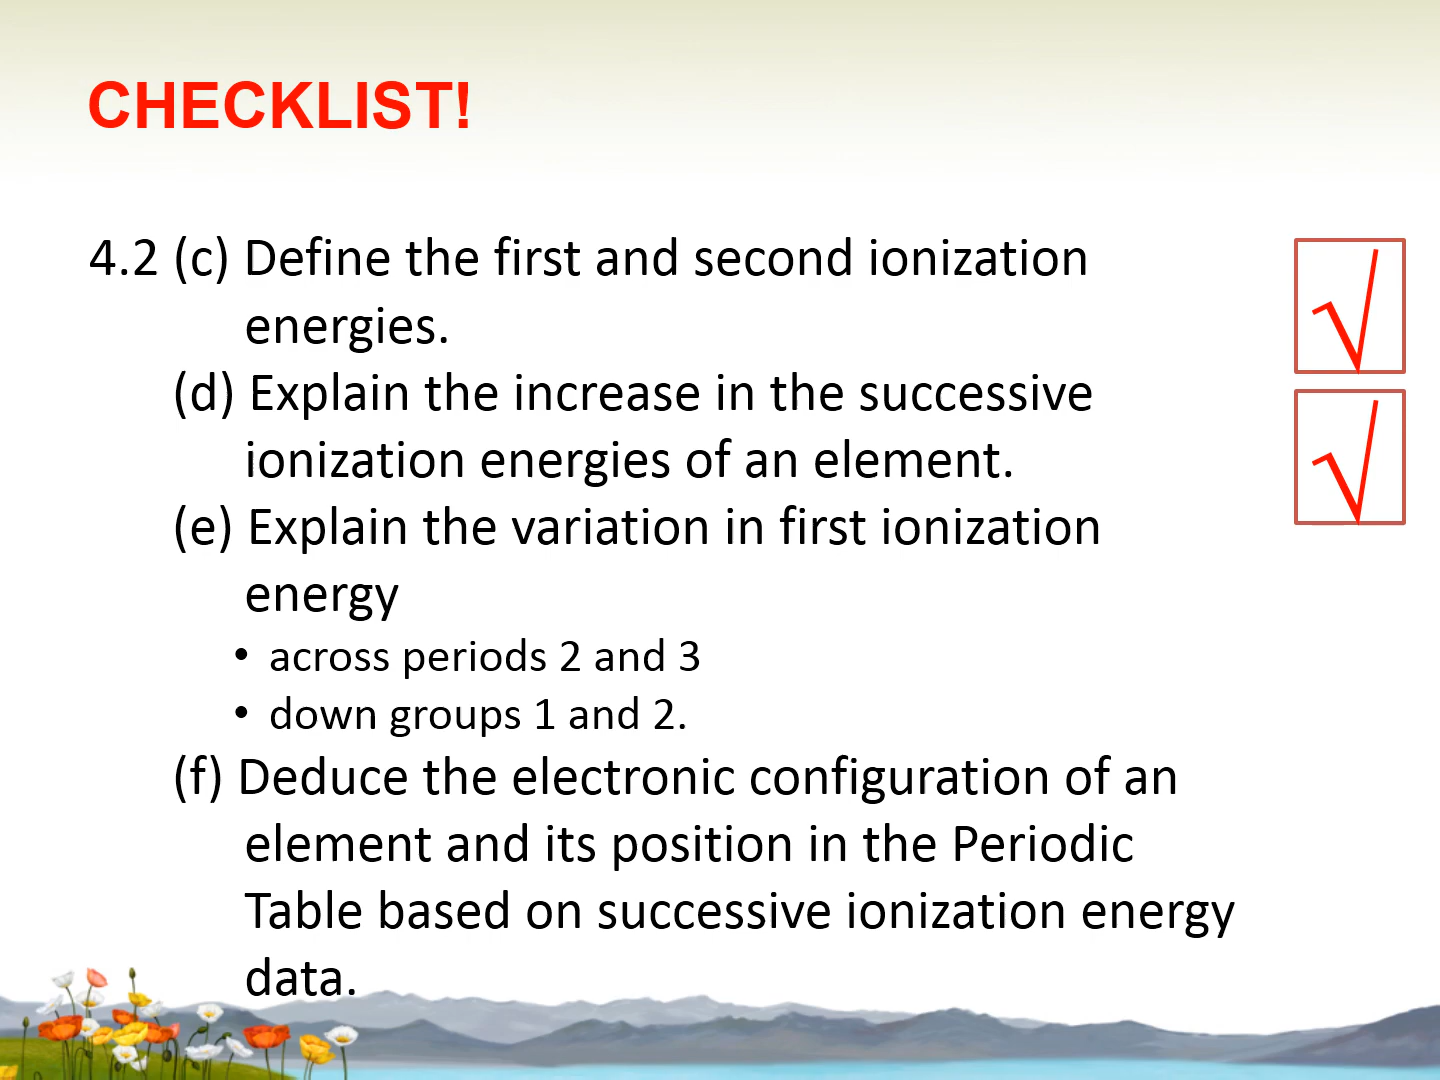 CHECKLIST!
4.2 (c) Define the first and second ionization
√
energies.
(d) Explain the increase in the successive
√
ionization energies of an element.
(e) Explain the variation in first ionization
energy
• across periods 2 and 3
• down groups 1 and 2.
(f) Deduce the electronic configuration of an
element and its position in the Periodic
Table based on successive ionization energy
data.